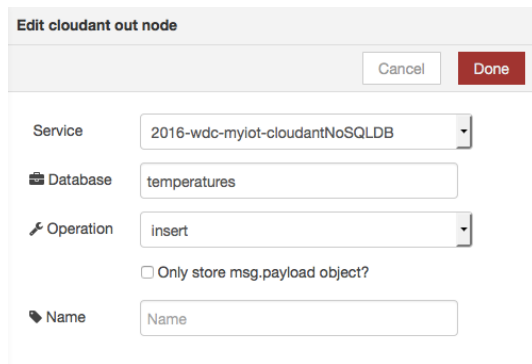 Edit cloudant out node
Cancel Done
Service 2016-wdc-myiot-cloudantNoSQLDB
Database temperatures
Operation insert
Only store msg.payload object?
Name Name